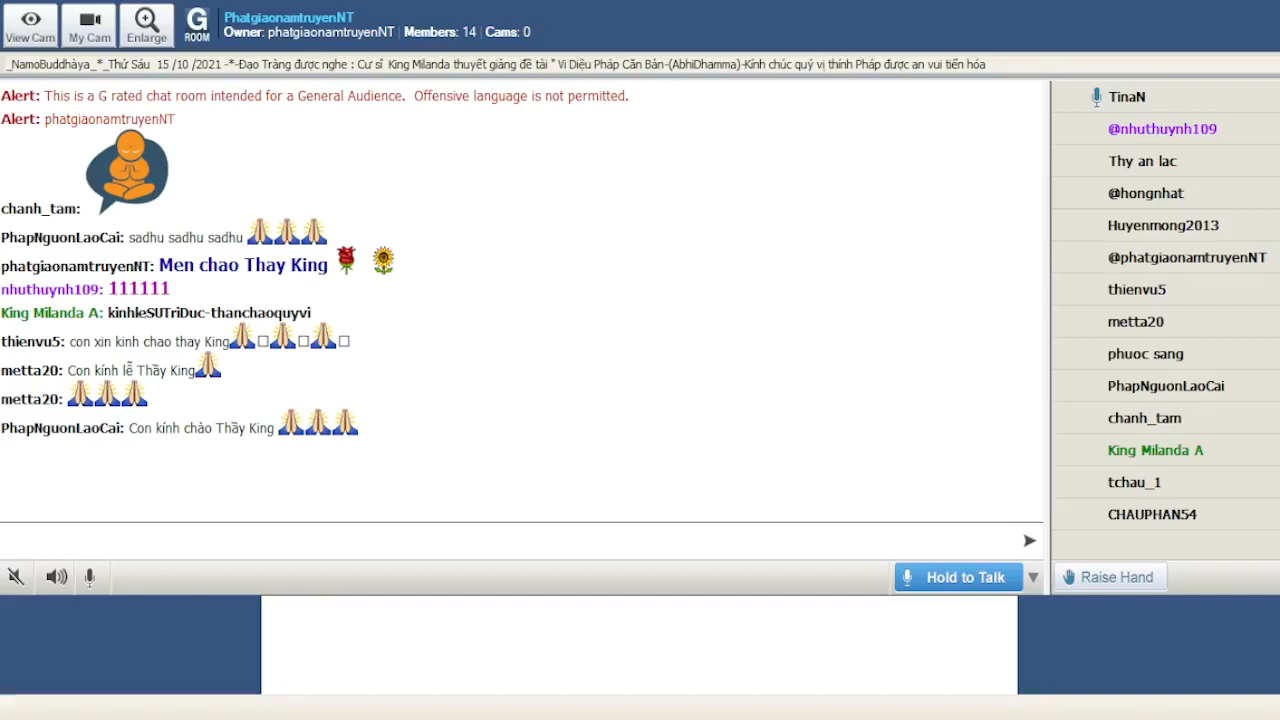 View Cam
My Cam
Enlarge
G
ROOM
PhatgiaonamtruyenNT
Owner: phatgiaonamtruyenNT | Members: 14 | Cams: 0
_NamoBuddhàya_*_Thứ Sáu 15 /10 /2021 -*-Đạo Tràng được nghe : Cư sĩ King Milanda thuyết giảng đề tài " Vi Diệu Pháp Căn Bản-(AbhiDhamma)-Kính chúc quý vị thính Pháp được an vui tiến hóa
Alert: This is a G rated chat room intended for a General Audience. Offensive language is not permitted.
Alert: phatgiaonamtruyenNT
chanh_tam:
PhapNguonLaoCai: sadhu sadhu sadhu
phatgiaonamtruyenNT: Men chao Thay King
nhuthuynh109: 111111
King Milanda A: kinhleSUTriDuc-thanchaoquyvi
thienvu5: con xin kinh chao thay King
metta20: Con kính lễ Thầy King
metta20:
PhapNguonLaoCai: Con kính chào Thầy King
TinaN
@nhuthuynh109
Thy an lac
@hongnhat
Huyenmong2013
@phatgiaonamtruyenNT
thienvu5
metta20
phuoc sang
PhapNguonLaoCai
chanh_tam
King Milanda A
tchau_1
CHAUPHAN54
Hold to Talk
Raise Hand